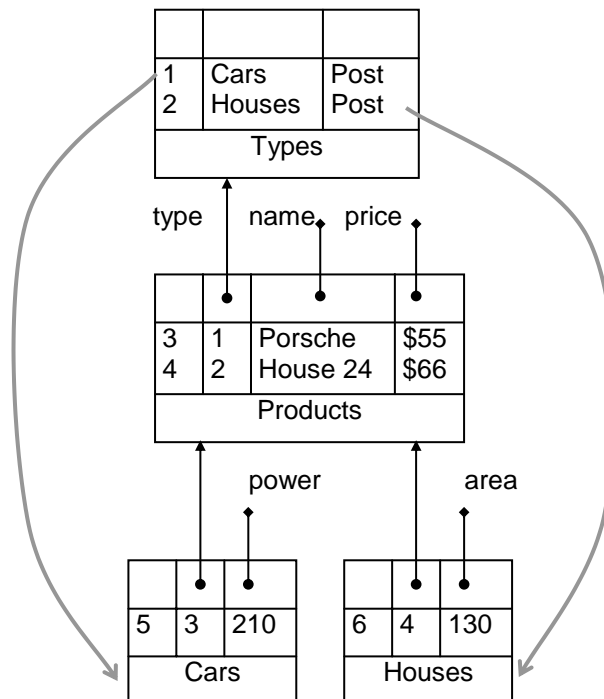 1 Cars Post
2 Houses Post
Types
type name price
3 1 Porsche $55
4 2 House 24 $66
Products
power area
5 3 210 6 4 130
Cars Houses